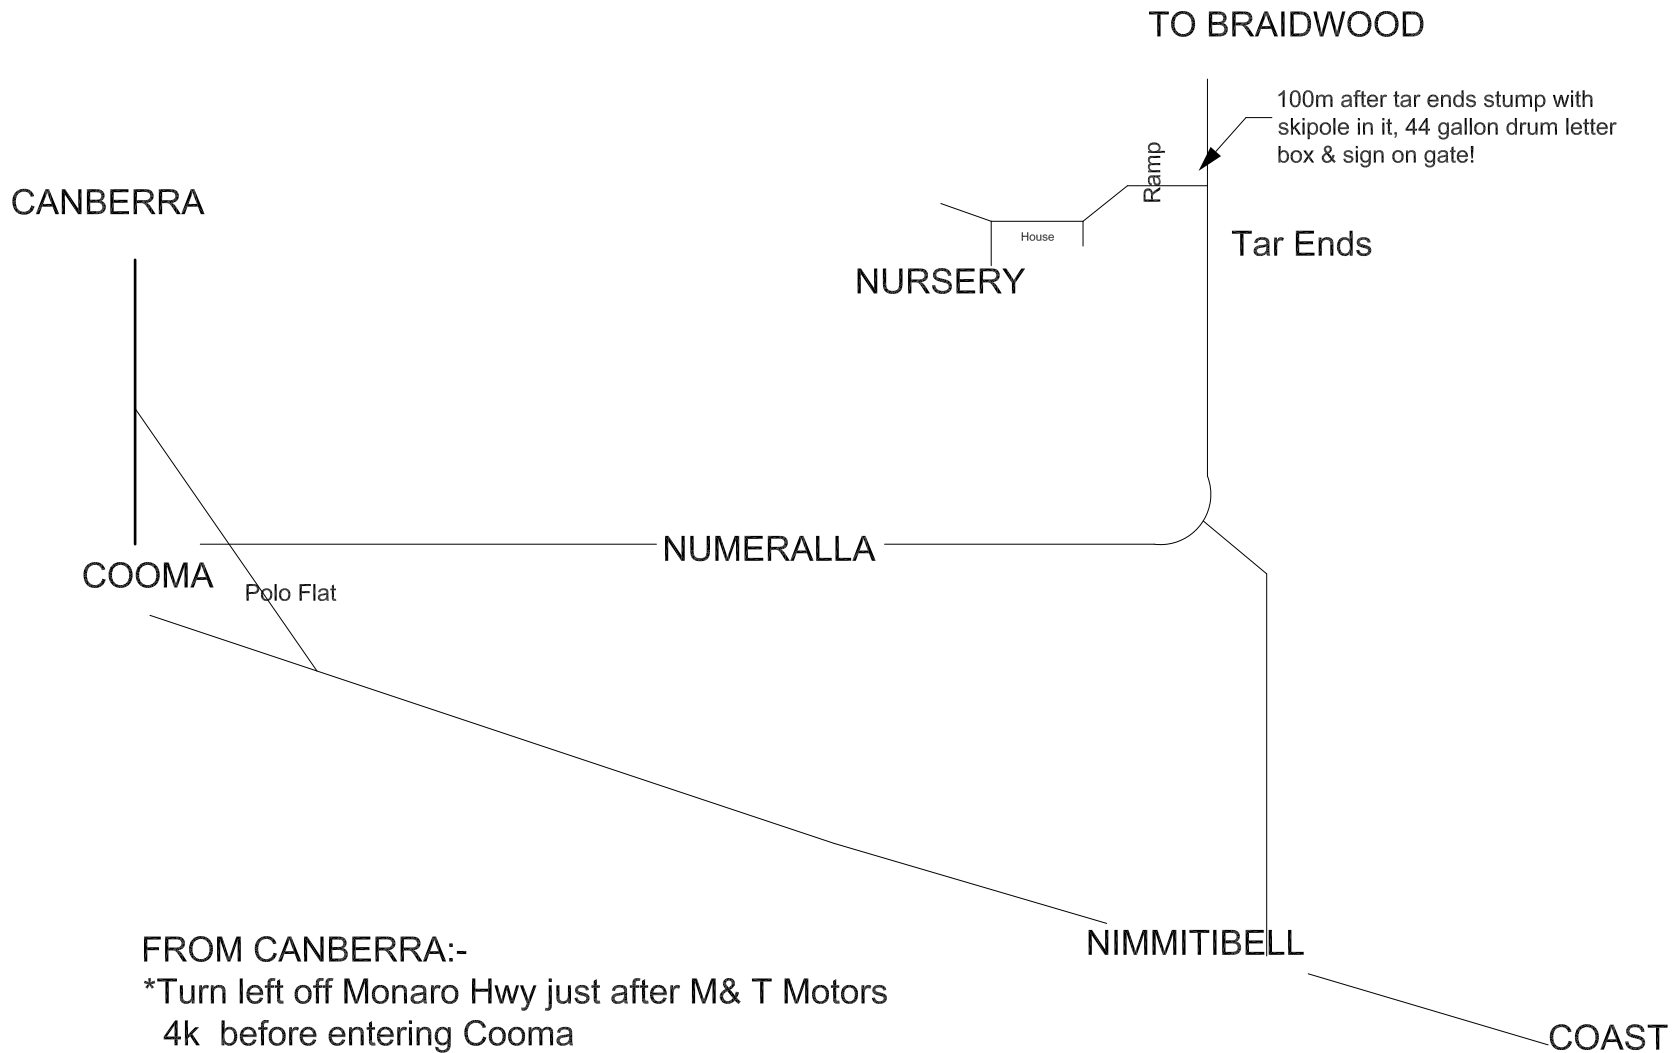 TO BRAIDWOOD
100m after tar ends stump with
skipole in it, 44 gallon drum letter
box & sign on gate!
Ramp
CANBERRA
House
Tar Ends
NURSERY
NUMERALLA
COOMA
Polo Flat
NIMMITIBELL
FROM CANBERRA:-
*Turn left off Monaro Hwy just after M& T Motors
4k  before entering Cooma
COAST